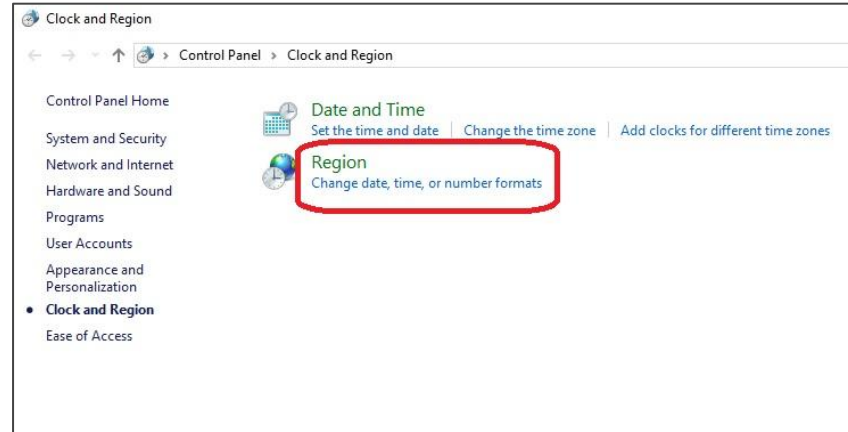 Clock and Region
Control Panel > Clock and Region
Control Panel Home
System and Security
Network and Internet
Hardware and Sound
Programs
User Accounts
Appearance and
Personalization
Clock and Region
Ease of Access
Date and Time
Set the time and date | Change the time zone | Add clocks for different time zones
Region
Change date, time, or number formats